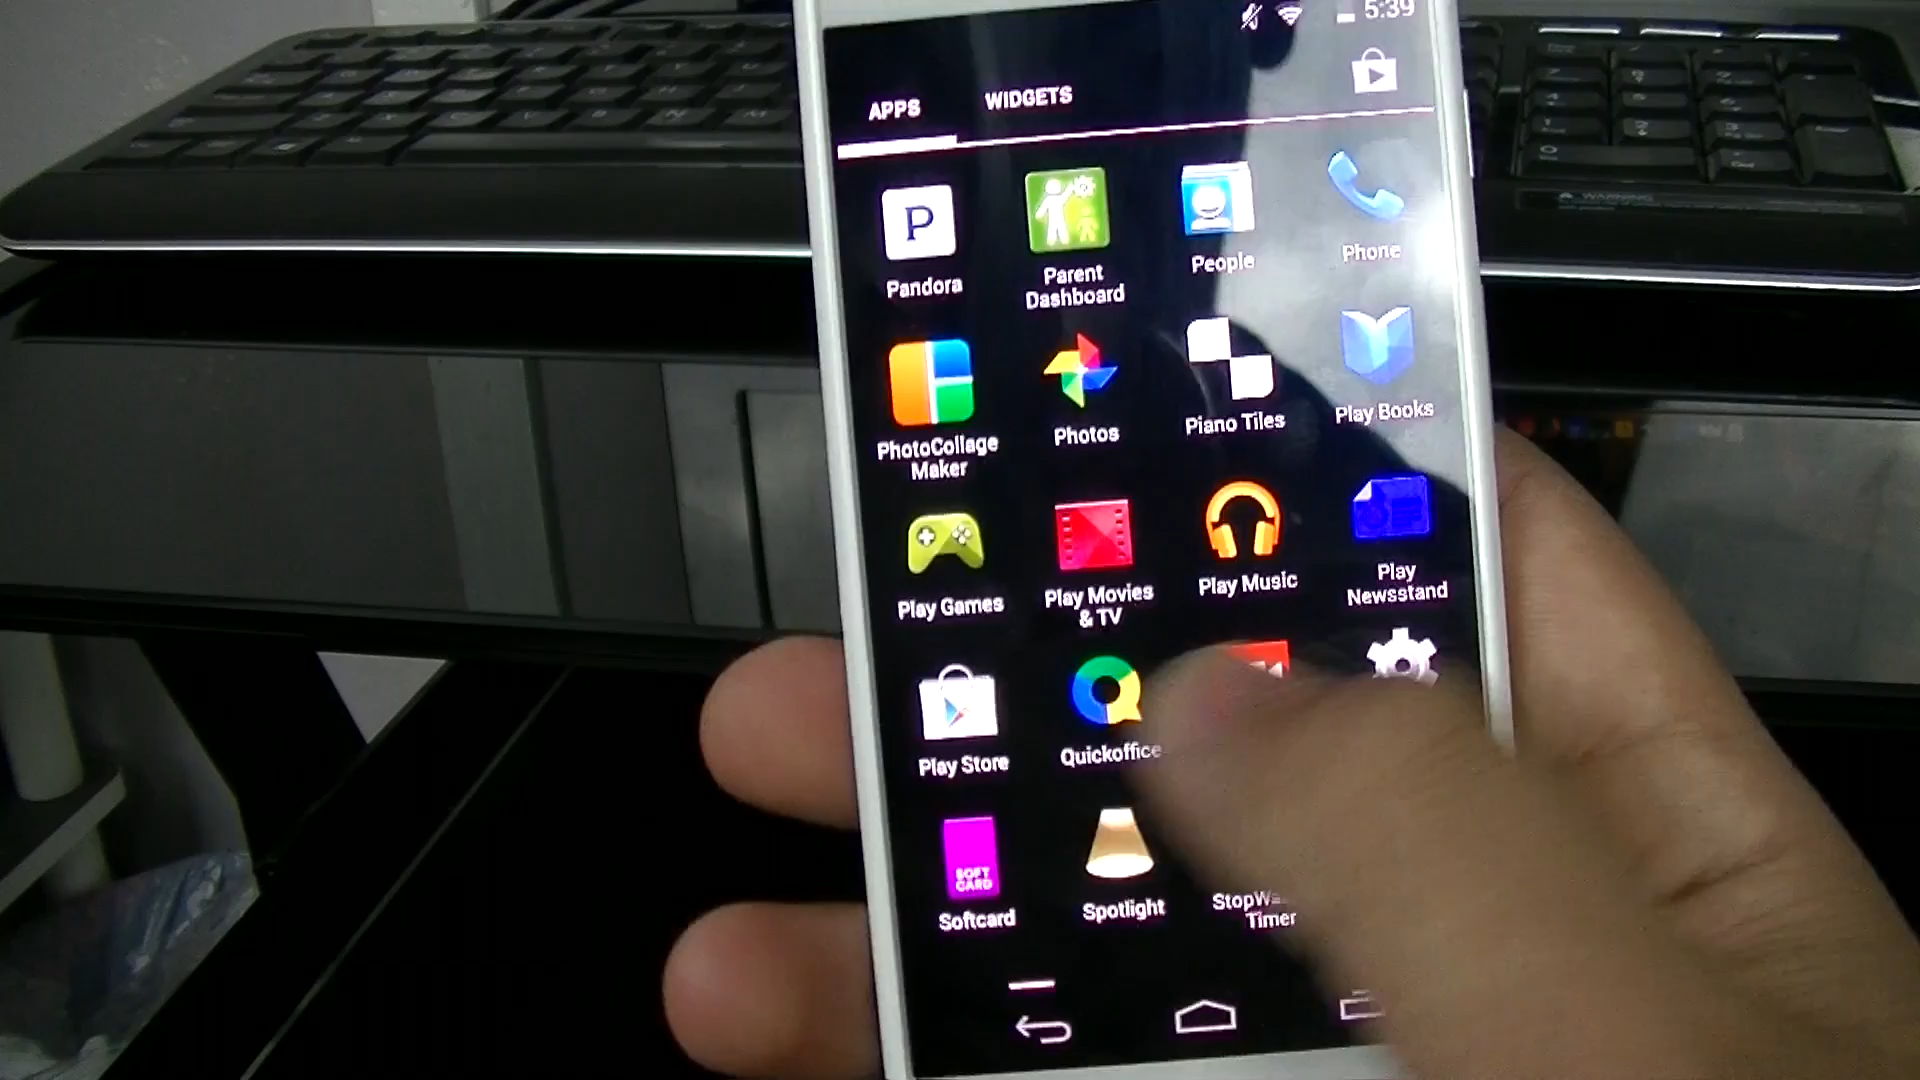 5:39
APPS
WIDGETS
P
Pandora
Parent
Dashboard
People
Phone
PhotoCollage
Maker
Photos
Piano Tiles
Play Books
Play Games
Play Movies
& TV
Play Music
Play
Newsstand
Play Store
Quickoffice
SOFT
CARD
Softcard
Spotlight
Timer
WARNING